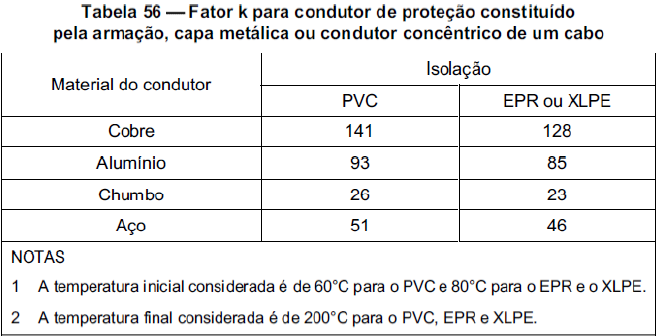 Tabela 56 — Fator k para condutor de proteção constituído
pela armação, capa metálica ou condutor concêntrico de um cabo
Material do condutor
Isolação
PVC
EPR ou XLPE
Cobre 141 128
Alumínio 93 85
Chumbo 26 23
Aço 51 46
NOTAS
1 A temperatura inicial considerada é de 60°C para o PVC e 80°C para o EPR e o XLPE.
2 A temperatura final considerada é de 200°C para o PVC, EPR e XLPE.